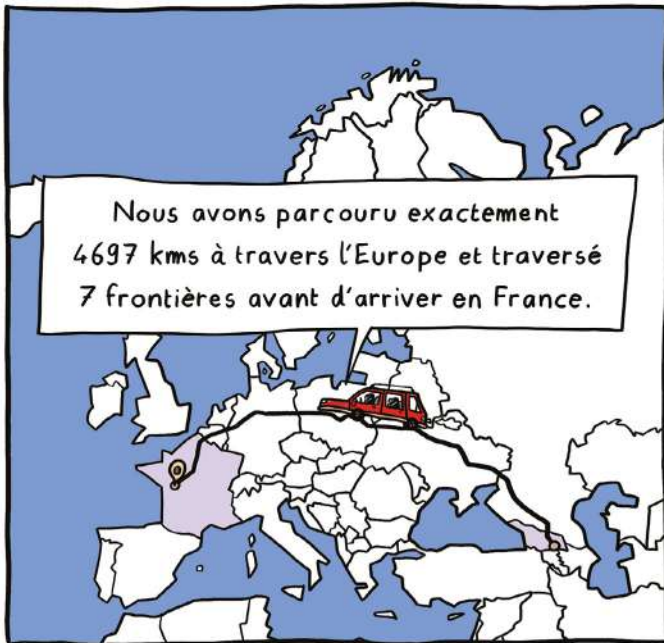 Nous avons parcouru exactement
4697 kms à travers l'Europe et traversé
7 frontières avant d'arriver en France.